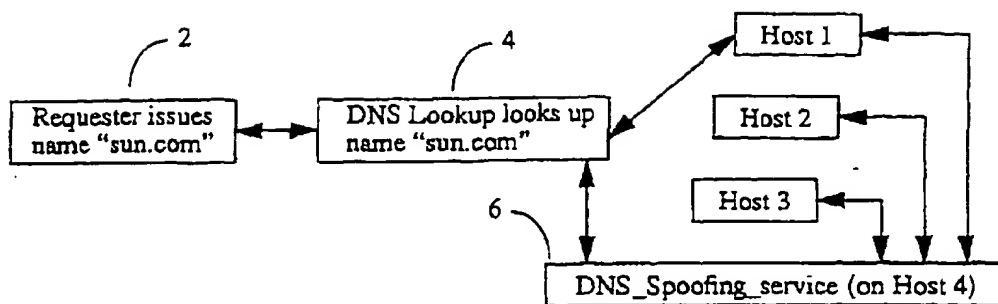 2
4
Host 1
Requester issues
name “sun.com”
DNS Lookup looks up
name “sun.com”
Host 2
Host 3
6
DNS_Spoofing_service (on Host 4)